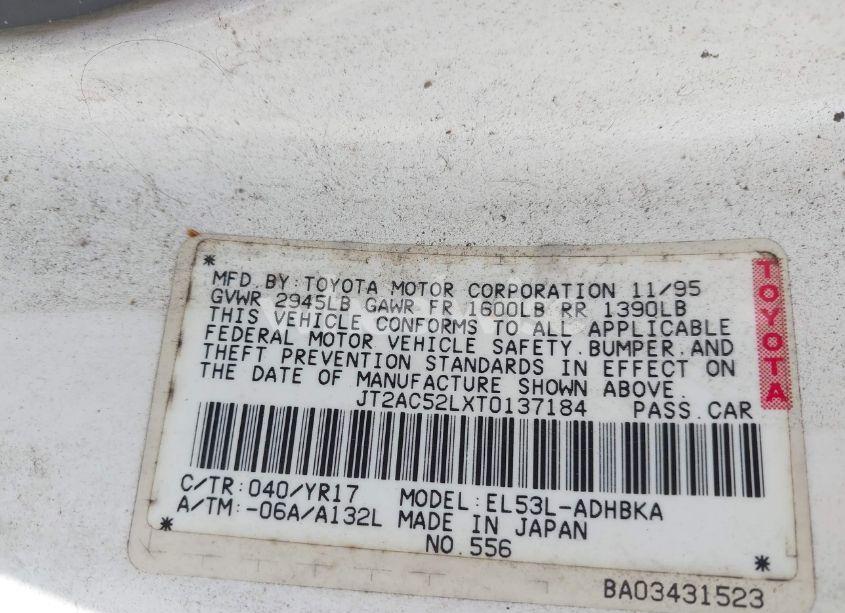 *
MFD.BY:TOYOTA MOTOR CORPORATION 11/95
GVWR 2945LB GAWR FR 1600LB RR 1390LB
THIS VEHICLE CONFORMS TO ALL APPLICABLE
FEDERAL MOTOR VEHICLE SAFETY.BUMPER.AND
THEFT PREVENTION STANDARDS IN EFFECT ON
THE DATE OF MANUFACTURE SHOWN ABOVE.
JT2AC52LXT0137184 PASS.CAR
TOYOTA
C/TR:040/YR17 MODEL:EL53L-ADHBKA
A/TM:-06A/A132L MADE IN JAPAN
* NO.556 *
BA03431523